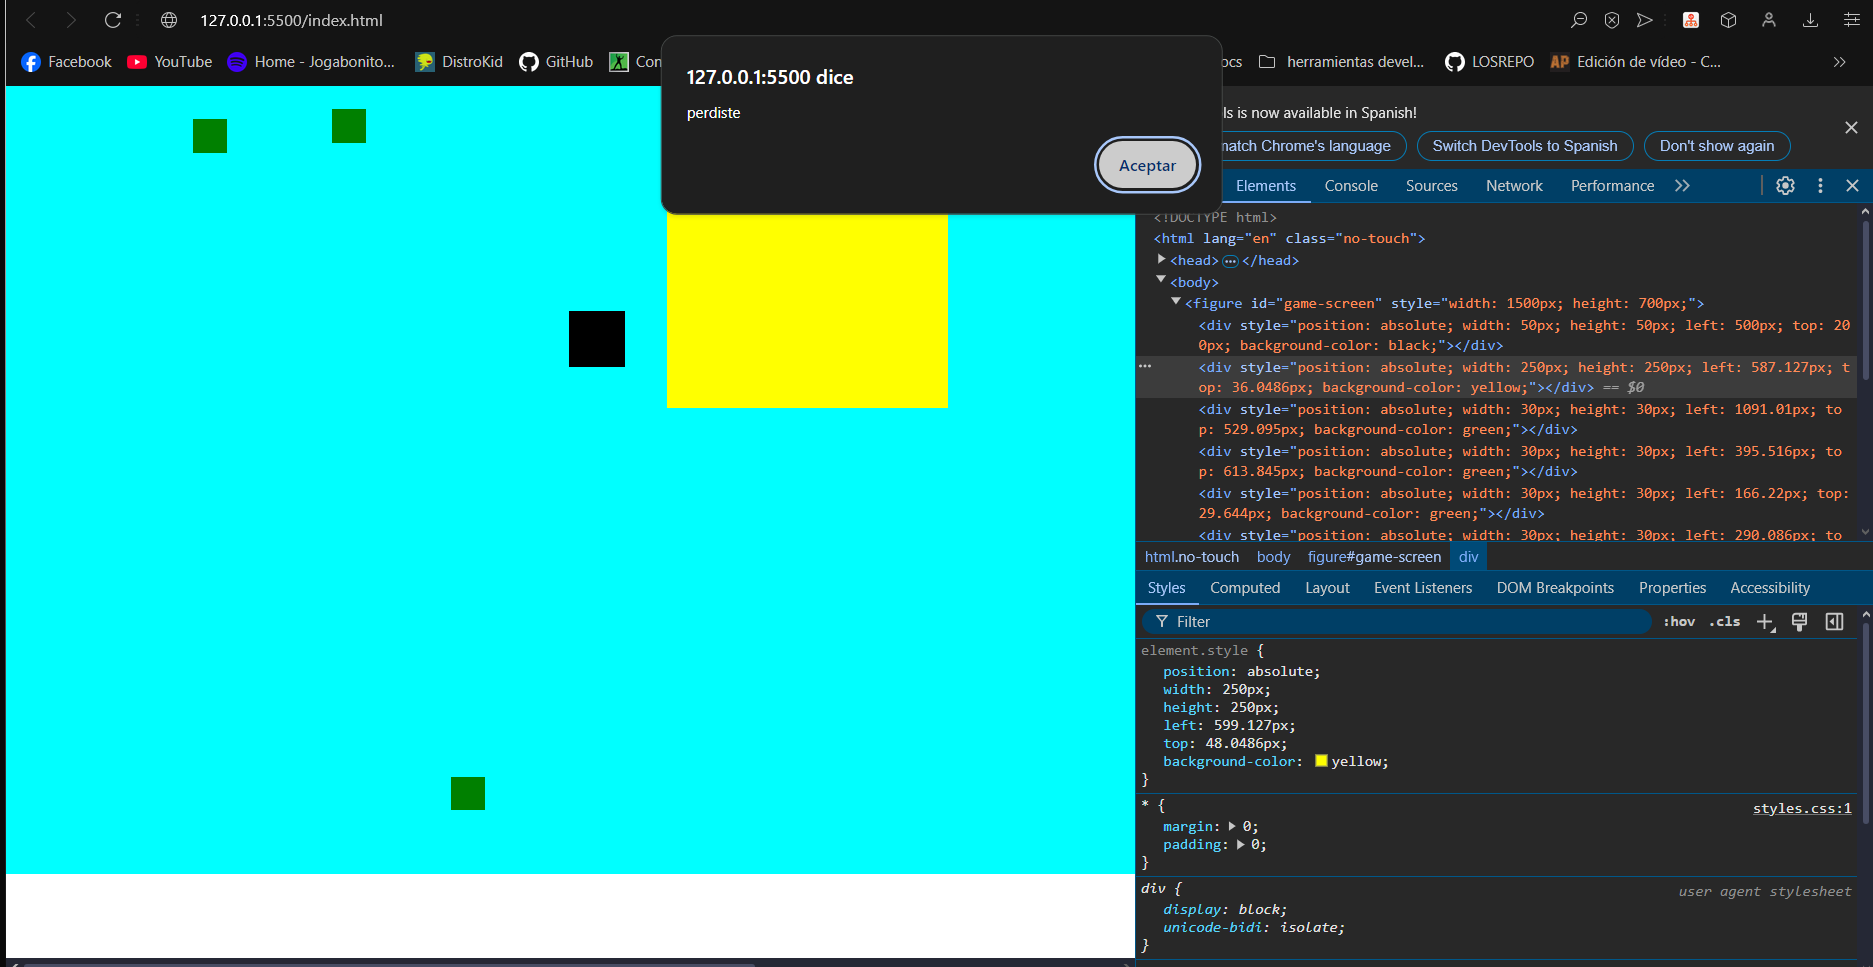 127.0.0.1:5500/index.html
Facebook YouTube Home - Jogabonito... DistroKid GitHub Con
ocs herramientas devel... LOSREPO AP Edición de vídeo - C...
127.0.0.1:5500 dice
perdiste
Aceptar
ls is now available in Spanish!
match Chrome's language Switch DevTools to Spanish Don't show again
Elements Console Sources Network Performance
<!DOCTYPE html>
<html lang="en" class="no-touch">
<head> ... </head>
<body>
<figure id="game-screen" style="width: 1500px; height: 700px;">
<div style="position: absolute; width: 50px; height: 50px; left: 500px; top: 20
0px; background-color: black;"></div>
<div style="position: absolute; width: 250px; height: 250px; left: 587.127px; t
op: 36.0486px; background-color: yellow;"></div> == $0
<div style="position: absolute; width: 30px; height: 30px; left: 1091.01px; to
p: 529.095px; background-color: green;"></div>
<div style="position: absolute; width: 30px; height: 30px; left: 395.516px; to
p: 613.845px; background-color: green;"></div>
<div style="position: absolute; width: 30px; height: 30px; left: 166.22px; top:
29.644px; background-color: green;"></div>
<div style="position: absolute; width: 30px; height: 30px; left: 290.086px; to
html.no-touch body figure#game-screen div
Styles Computed Layout Event Listeners DOM Breakpoints Properties Accessibility
Filter :hov .cls
element.style {
position: absolute;
width: 250px;
height: 250px;
left: 599.127px;
top: 48.0486px;
background-color: yellow;
}
* { styles.css:1
margin: 0;
padding: 0;
}
div { user agent stylesheet
display: block;
unicode-bidi: isolate;
}